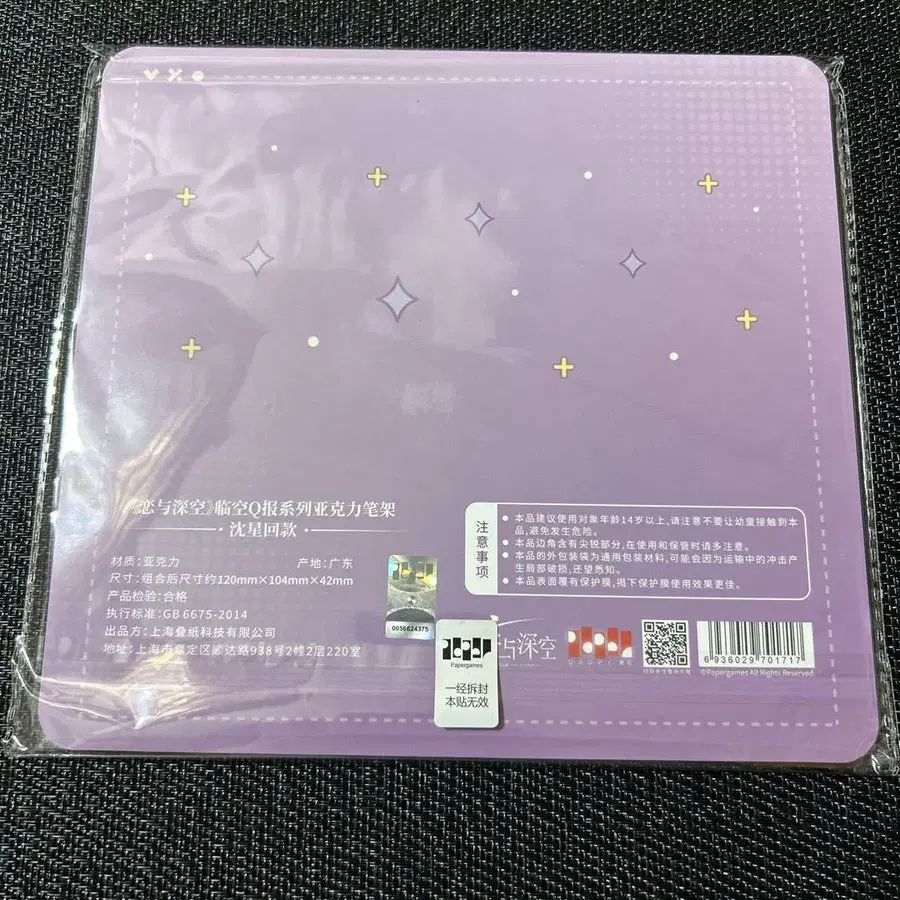 《恋与深空》临空Q报系列亚克力笔架
沈星回款
材质:亚克力
产地:广东
尺寸:组合后尺寸约120mm×104mm×42mm
产品检验:合格
执行标准:GB 6675-2014
出品方:上海叠纸科技有限公司
地址:上海市嘉定区顺达路938号2幢2层220室
注意事项
本品建议使用对象年龄14岁以上,请注意不要让幼童接触到本
品,避免发生危险。
本品边角含有尖锐部分,在使用和保管时请多注意。
本品的外包装袋为通用包装材料,可能会因为运输中的冲击产
生局部破损,还望悉知。
本品表面覆有保护膜,揭下保护膜使用效果更佳。
0056624375
Papergames
一经拆封
本贴无效
与深空
6 936029 701717
©Papergames All Rights Reserved